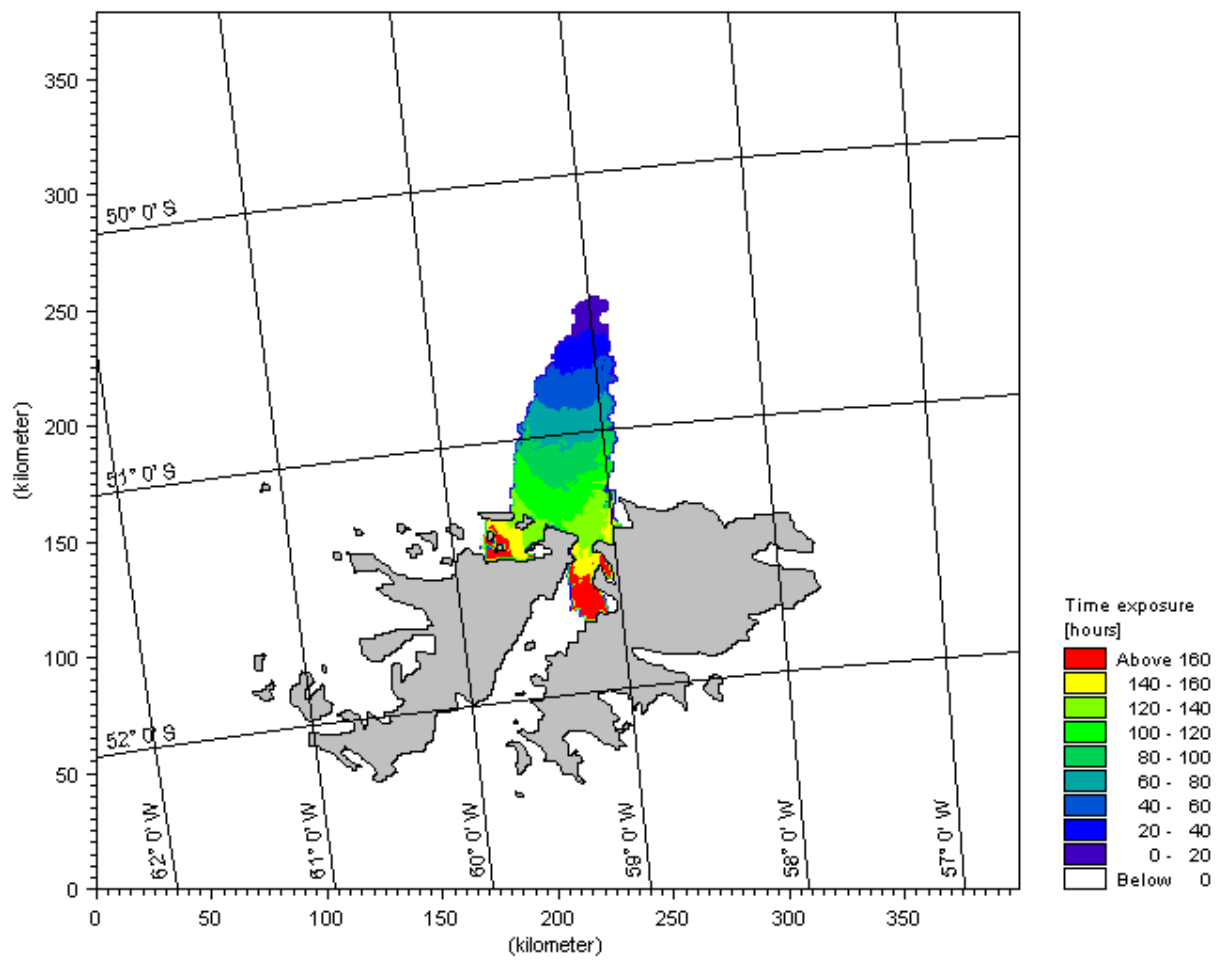 350
300
250
200
150
100
50
0
(kilometer)
50° 0' S
51° 0' S
52° 0' S
62° 0' W
61° 0' W
60° 0' W
59° 0' W
58° 0' W
57° 0' W
0
50
100
150
200
250
300
350
(kilometer)
Time exposure
[hours]
Above 160
140 - 160
120 - 140
100 - 120
80 - 100
60 - 80
40 - 60
20 - 40
0 - 20
Below 0